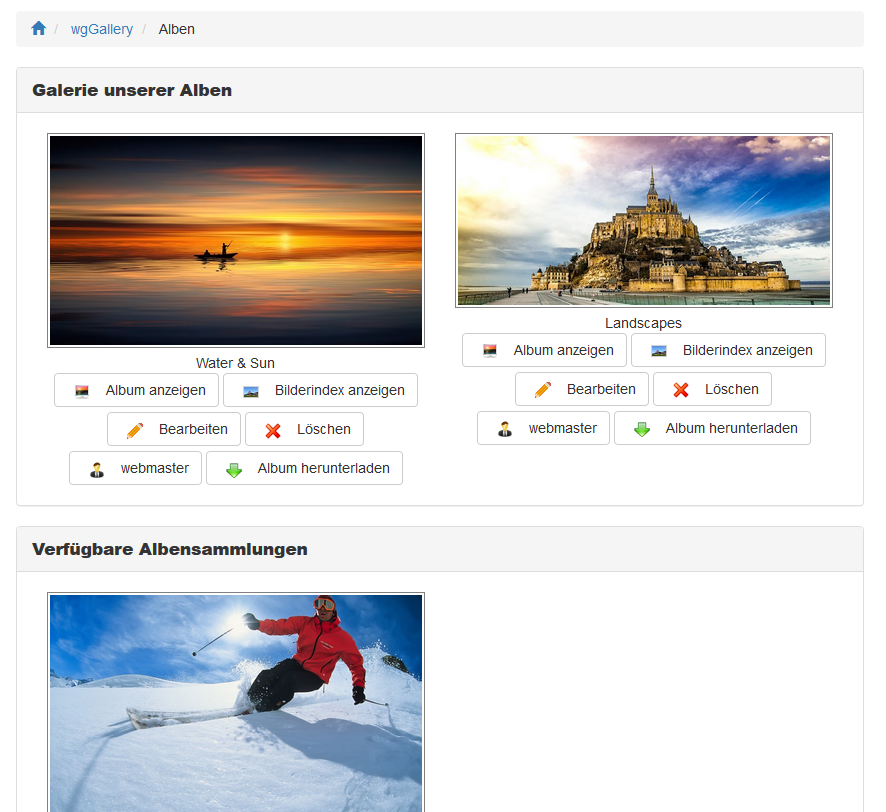 / wgGallery / Alben
Galerie unserer Alben
Water & Sun
Album anzeigen Bilderindex anzeigen
Bearbeiten Löschen
webmaster Album herunterladen
Landscapes
Album anzeigen Bilderindex anzeigen
Bearbeiten Löschen
webmaster Album herunterladen
Verfügbare Albensammlungen